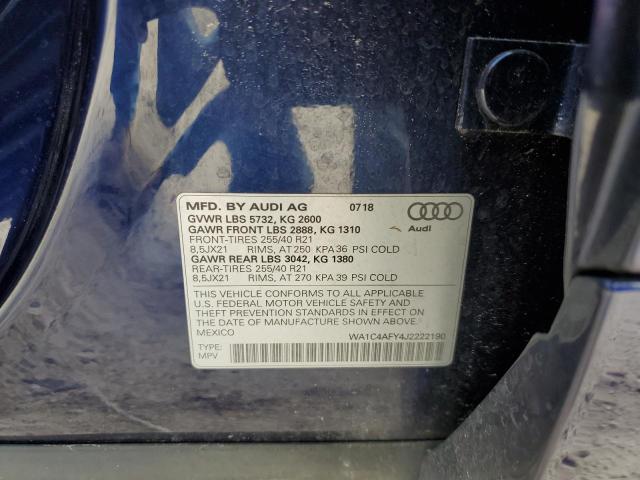 MFD. BY AUDI AG 07/18
GVWR LBS 5732, KG 2600
GAWR FRONT LBS 2888, KG 1310
FRONT-TIRES 255/40 R21
8,5JX21 RIMS, AT 250 KPA 36 PSI COLD
GAWR REAR LBS 3042, KG 1380
REAR-TIRES 255/40 R21
8,5JX21 RIMS, AT 270 KPA 39 PSI COLD
Audi
THIS VEHICLE CONFORMS TO ALL APPLICABLE
U.S. FEDERAL MOTOR VEHICLE SAFETY AND
THEFT PREVENTION STANDARDS IN EFFECT ON
THE DATE OF MANUFACTURE SHOWN ABOVE.
MEXICO
WA1C4AFY4J2222190
TYPE:
MPV